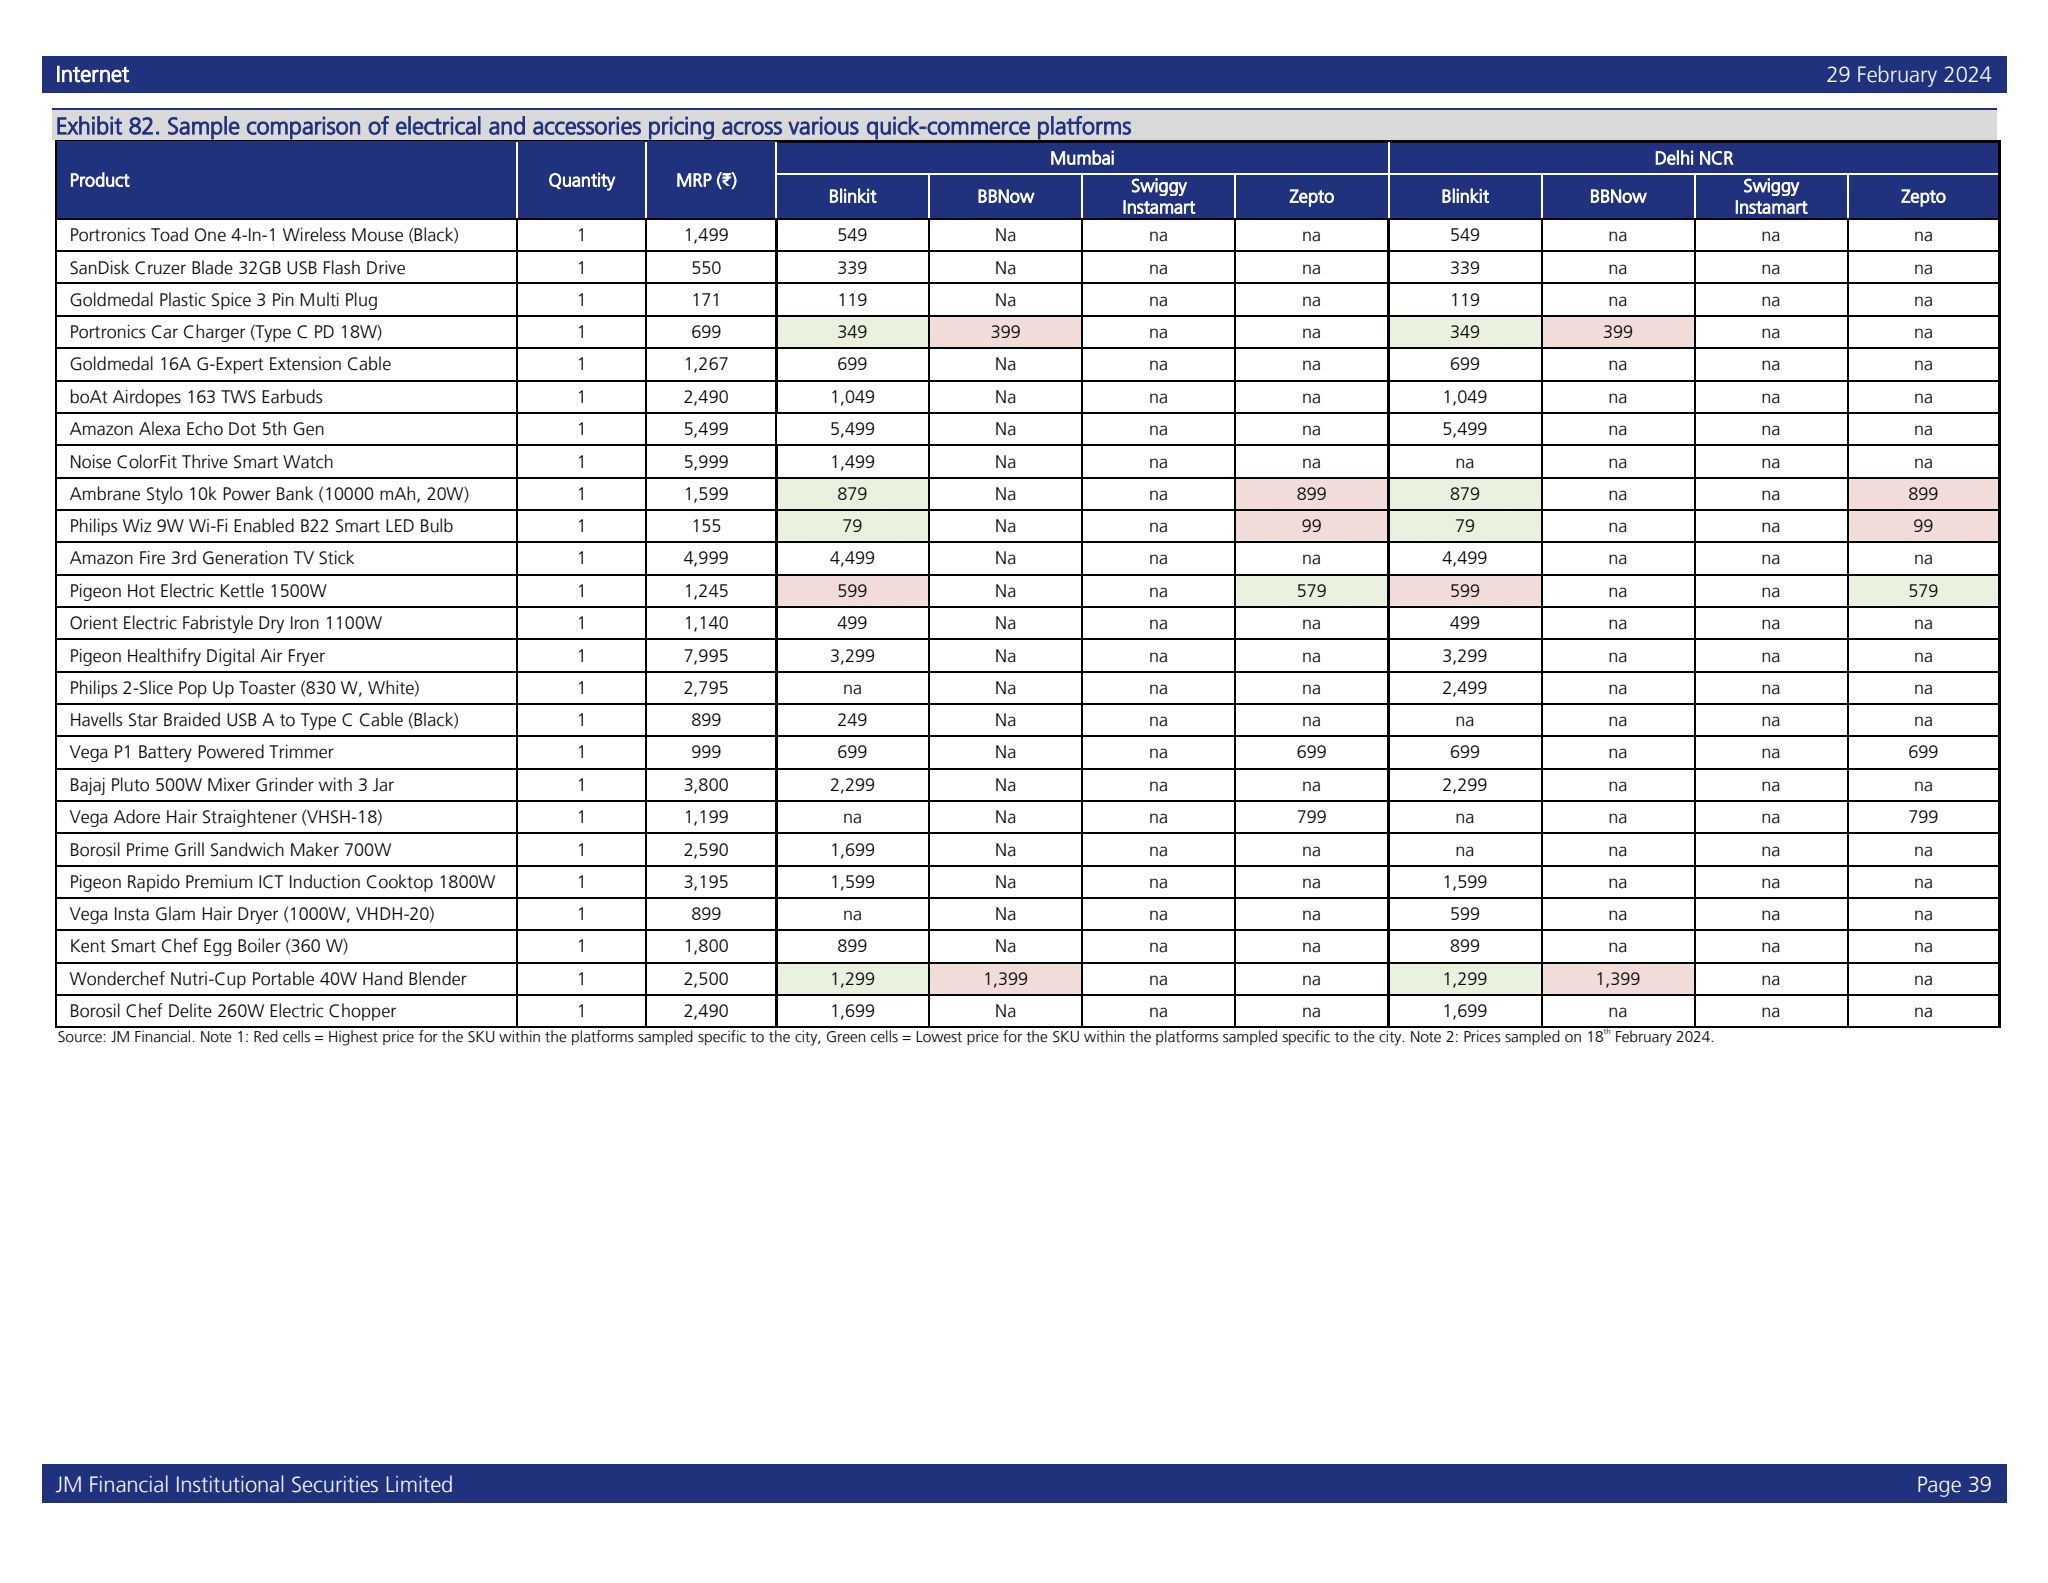 Internet 29 February 2024
Exhibit 82. Sample comparison of electrical and accessories pricing across various quick-commerce platforms
Product Quantity MRP (₹) Mumbai Delhi NCR
Blinkit BBNow Swiggy Instamart Zepto Blinkit BBNow Swiggy Instamart Zepto
Portronics Toad One 4-In-1 Wireless Mouse (Black) 1 1,499 549 Na na na 549 na na na
SanDisk Cruzer Blade 32GB USB Flash Drive 1 550 339 Na na na 339 na na na
Goldmedal Plastic Spice 3 Pin Multi Plug 1 171 119 Na na na 119 na na na
Portronics Car Charger (Type C PD 18W) 1 699 349 399 na na 349 399 na na
Goldmedal 16A G-Expert Extension Cable 1 1,267 699 Na na na 699 na na na
boAt Airdopes 163 TWS Earbuds 1 2,490 1,049 Na na na 1,049 na na na
Amazon Alexa Echo Dot 5th Gen 1 5,499 5,499 Na na na 5,499 na na na
Noise ColorFit Thrive Smart Watch 1 5,999 1,499 Na na na na na na na
Ambrane Stylo 10k Power Bank (10000 mAh, 20W) 1 1,599 879 Na na 899 879 na na 899
Philips Wiz 9W Wi-Fi Enabled B22 Smart LED Bulb 1 155 79 Na na 99 79 na na 99
Amazon Fire 3rd Generation TV Stick 1 4,999 4,499 Na na na 4,499 na na na
Pigeon Hot Electric Kettle 1500W 1 1,245 599 Na na 579 599 na na 579
Orient Electric Fabristyle Dry Iron 1100W 1 1,140 499 Na na na 499 na na na
Pigeon Healthifry Digital Air Fryer 1 7,995 3,299 Na na na 3,299 na na na
Philips 2-Slice Pop Up Toaster (830 W, White) 1 2,795 na Na na na 2,499 na na na
Havells Star Braided USB A to Type C Cable (Black) 1 899 249 Na na na na na na na
Vega P1 Battery Powered Trimmer 1 999 699 Na na 699 699 na na 699
Bajaj Pluto 500W Mixer Grinder with 3 Jar 1 3,800 2,299 Na na na 2,299 na na na
Vega Adore Hair Straightener (VHSH-18) 1 1,199 na Na na 799 na na na 799
Borosil Prime Grill Sandwich Maker 700W 1 2,590 1,699 Na na na na na na na
Pigeon Rapido Premium ICT Induction Cooktop 1800W 1 3,195 1,599 Na na na 1,599 na na na
Vega Insta Glam Hair Dryer (1000W, VHDH-20) 1 899 na Na na na 599 na na na
Kent Smart Chef Egg Boiler (360 W) 1 1,800 899 Na na na 899 na na na
Wonderchef Nutri-Cup Portable 40W Hand Blender 1 2,500 1,299 1,399 na na 1,299 1,399 na na
Borosil Chef Delite 260W Electric Chopper 1 2,490 1,699 Na na na 1,699 na na na
Source: JM Financial. Note 1: Red cells = Highest price for the SKU within the platforms sampled specific to the city, Green cells = Lowest price for the SKU within the platforms sampled specific to the city. Note 2: Prices sampled on 18th February 2024.
JM Financial Institutional Securities Limited Page 39